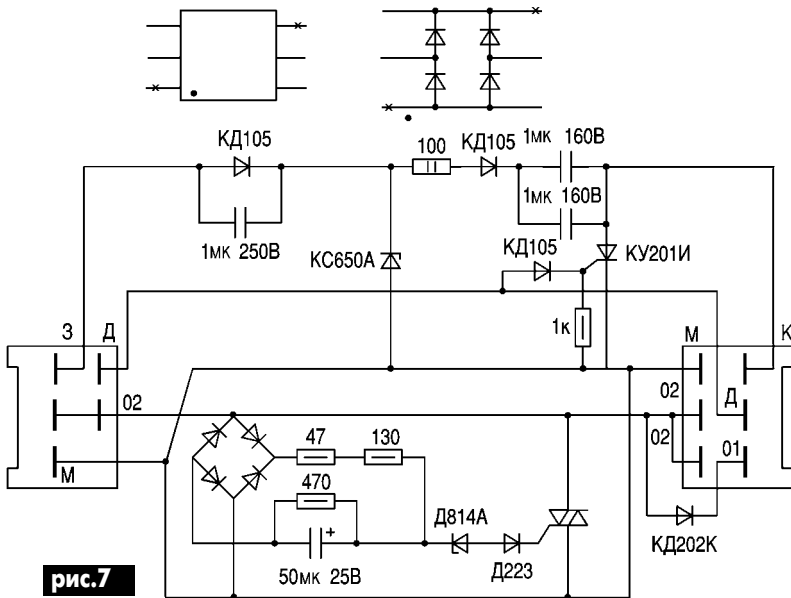 КД105
100
КД105
1мк 160В
1мк 160В
1мк 250В
КС650А
КД105
КУ201И
1к
З
Д
02
М
М
К
02
Д
02
01
47
130
470
+
50мк 25В
Д814А
Д223
КД202К
рис.7